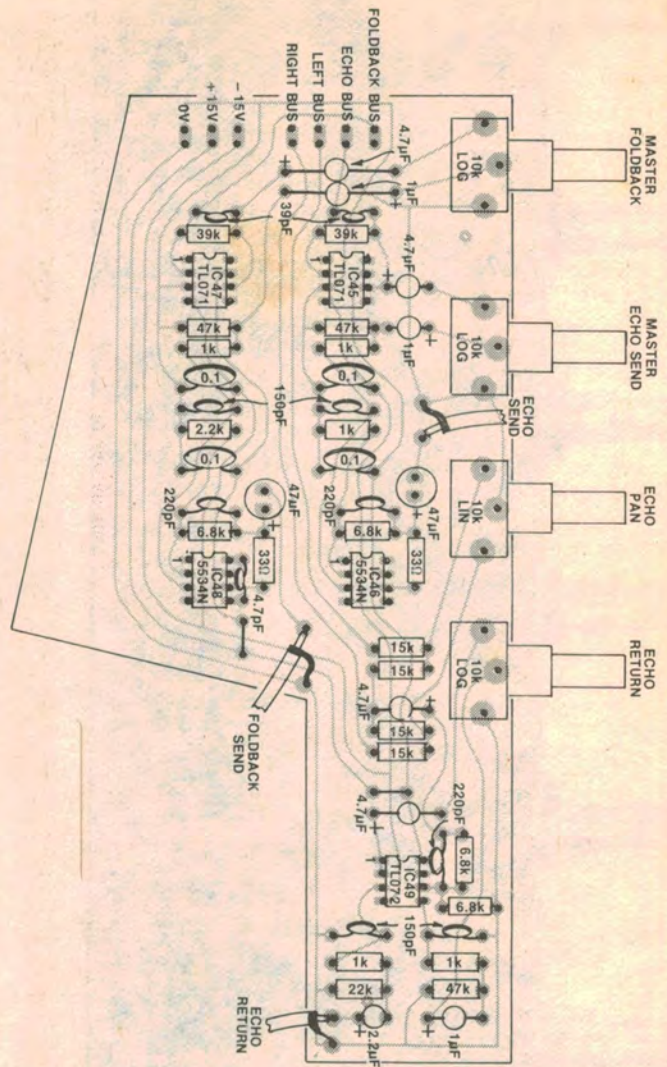 MASTER
FOLDBACK
MASTER
ECHO SEND
ECHO
PAN
ECHO
RETURN
10k
LOG
10k
LOG
10k
LIN
10k
LOG
FOLDBACK BUS
ECHO BUS
LEFT BUS
RIGHT BUS
−15V
+15V
0V
4.7µF
+
1µF
+
39pF
39k
39k
IC47
TL071
1
IC45
TL071
1
4.7µF
+
1µF
+
47k
1k
0.1
150pF
2.2k
0.1
47k
1k
0.1
1k
0.1
ECHO
SEND
220pF
6.8k
47µF
+
33Ω
IC48
5534N
1
4.7pF
220pF
6.8k
47µF
+
33Ω
IC46
5534N
1
FOLDBACK
SEND
15k
15k
4.7µF
+
15k
15k
4.7µF
+
220pF
6.8k
6.8k
IC49
TL072
1
150pF
1k
22k
2.2µF
+
1k
47k
1µF
+
ECHO
RETURN